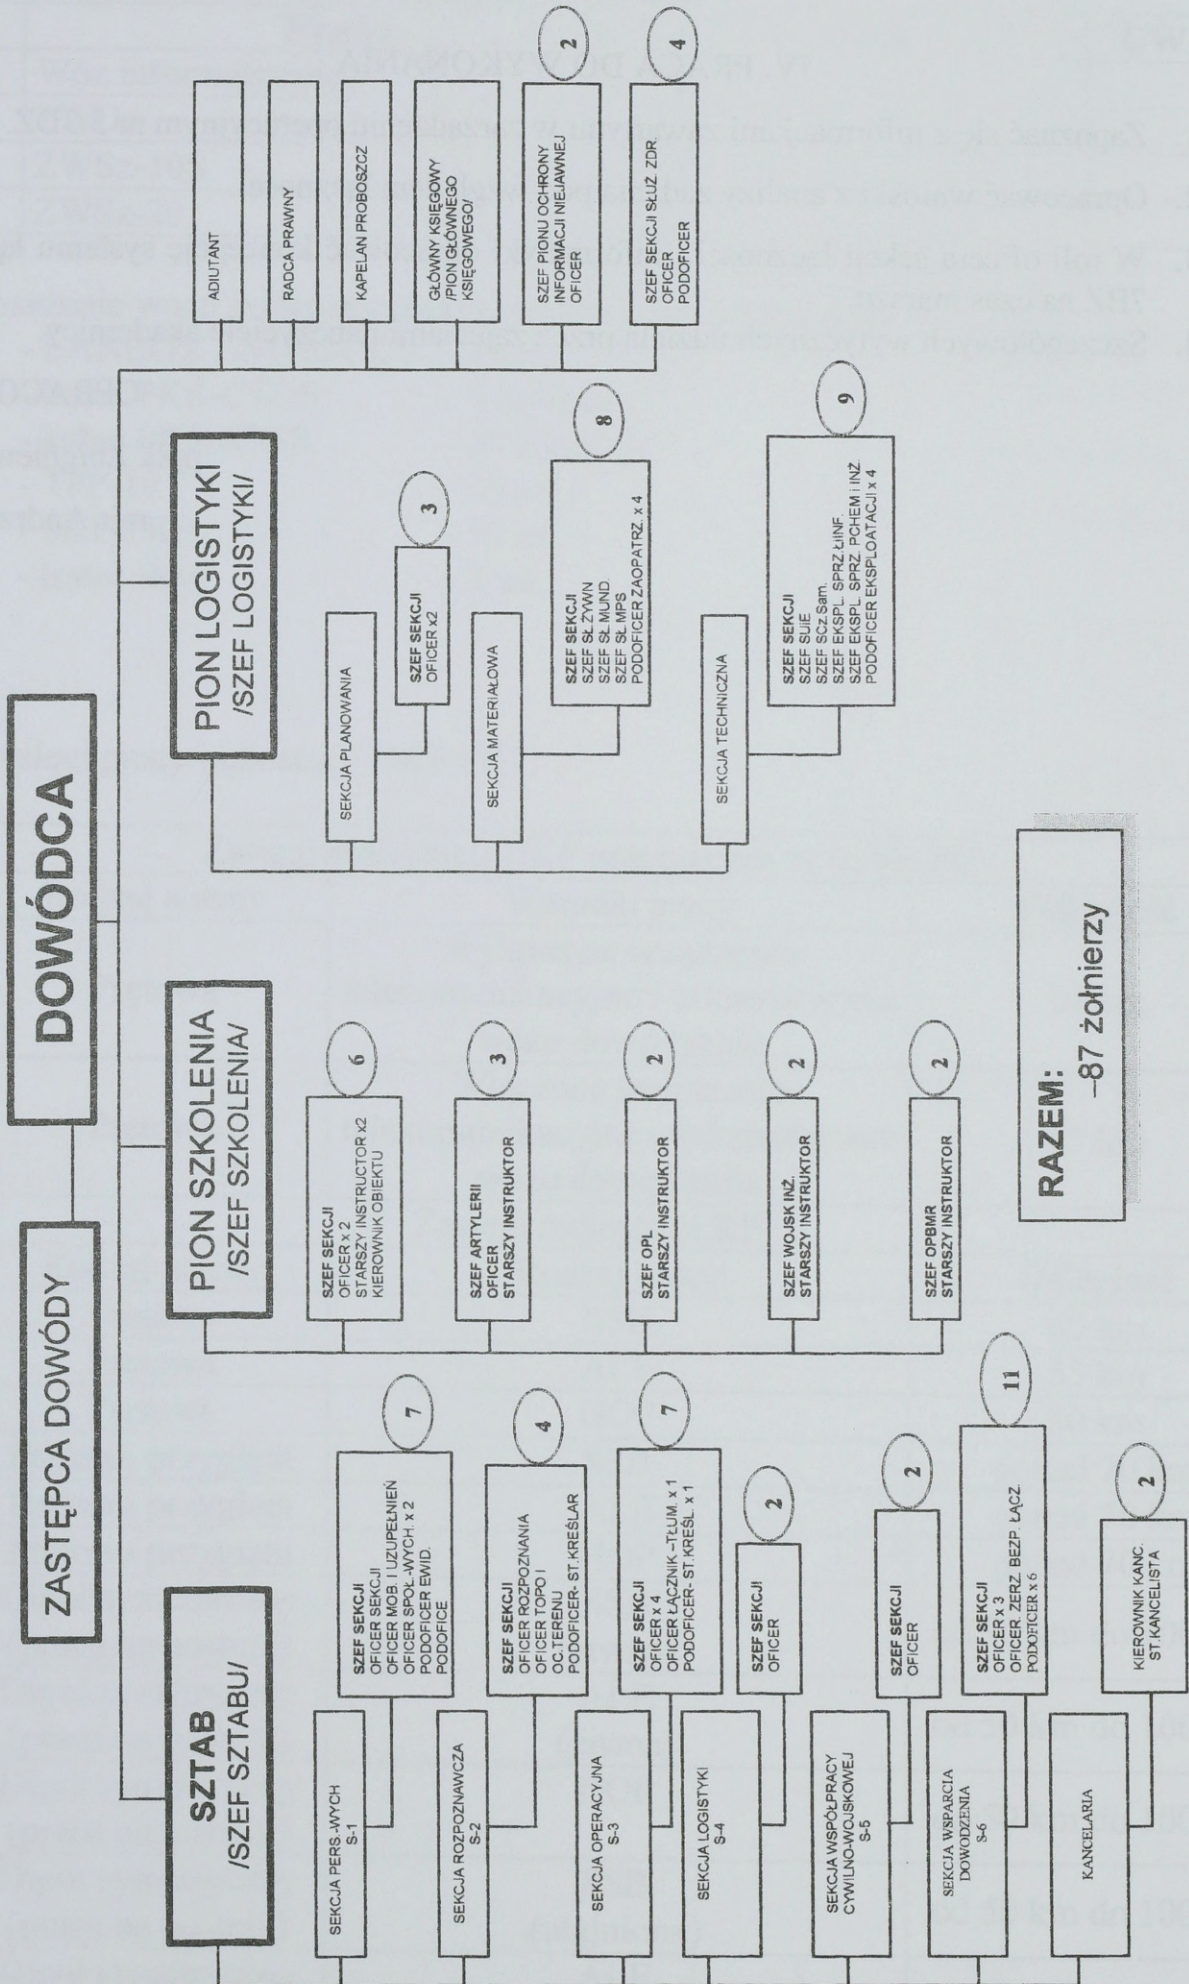 DOWÓDCA
ZASTĘPCA DOWÓDY
SZTAB
/SZEF SZTABU/
SEKCJA PERS.-WYCH
S-1
SZEF SEKCJI
OFICER SEKCJI
OFICER MOB. I UZUPEŁNIEŃ
OFICER SPOŁ.-WYCH. x 2
PODOFICER EWID.
PODOFICE
7
SEKCJA ROZPOZNAWCZA
S-2
SZEF SEKCJI
OFICER ROZPOZNANIA
OFICER TOPO I
OC.TERENU
PODOFICER- ST.KREŚLAR
4
SEKCJA OPERACYJNA
S-3
SZEF SEKCJI
OFICER x 4
OFICER ŁĄCZNIK –TŁUM. x 1
PODOFICER- ST.KREŚL. x 1
7
SEKCJA LOGISTYKI
S-4
SZEF SEKCJI
OFICER
2
SEKCJA WSPÓŁPRACY
CYWILNO-WOJSKOWEJ
S-5
SZEF SEKCJI
OFICER
2
SEKCJA WSPARCIA
DOWODZENIA
S-6
SZEF SEKCJI
OFICER x 3
OFICER. ZERZ. BEZP. ŁĄCZ.
PODOFICER x 6
11
KANCELARIA
KIEROWNIK KANC.
ST.KANCELISTA
2
PION SZKOLENIA
/SZEF SZKOLENIA/
SZEF SEKCJI
OFICER x 2
STARSZY INSTRUCTOR x2
KIEROWNIK OBIEKTU
6
SZEF ARTYLERII
OFICER
STARSZY INSTRUKTOR
3
SZEF OPL
STARSZY INSTRUKTOR
2
SZEF WOJSK INŻ.
STARSZY INSTRUKTOR
2
SZEF OPBMR
STARSZY INSTRUKTOR
2
PION LOGISTYKI
/SZEF LOGISTYKI/
SEKCJA PLANOWANIA
SZEF SEKCJI
OFICER x2
3
SEKCJA MATERIAŁOWA
SZEF SEKCJI
SZEF SŁ.ŻYWN
SZEF SŁ.MUND.
SZEF SŁ.MPS
PODOFICER ZAOPATRZ. x 4
8
SEKCJA TECHNICZNA
SZEF SEKCJI
SZEF SUiE
SZEF SCz.Sam.
SZEF EKSPL. SPRZ.ŁiINF.
SZEF EKSPL. SPRZ. PCHEM i INŻ.
PODOFICER EKSPLOATACJI x 4
9
ADIUTANT
RADCA PRAWNY
KAPELAN PROBOSZCZ
GŁÓWNY KSIĘGOWY
/PION GŁÓWNEGO
KSIĘGOWEGO/
SZEF PIONU OCHRONY
INFORMACJI NIEJAWNEJ
OFICER
2
SZEF SEKCJI SŁUŻ. ZDR.
OFICER
PODOFICER
4
RAZEM:
–87 żołnierzy